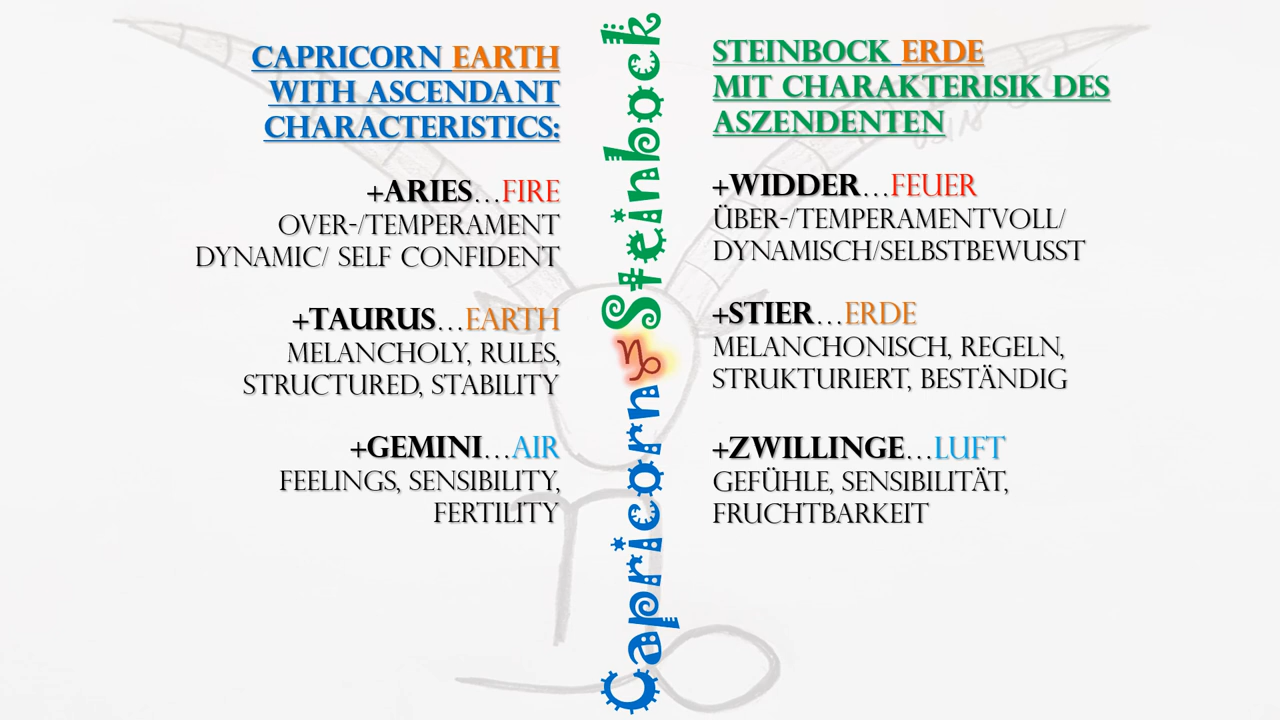 CAPRICORN EARTH
WITH ASCENDANT
CHARACTERISTICS:
+ARIES...FIRE
OVER-/TEMPERAMENT
DYNAMIC/ SELF CONFIDENT
+TAURUS...EARTH
MELANCHOLY, RULES,
STRUCTURED, STABILITY
+GEMINI...AIR
FEELINGS, SENSIBILITY,
FERTILITY
Capricorn ♑ Steinbock
STEINBOCK ERDE
MIT CHARAKTERISIK DES
ASZENDENTEN
+WIDDER...FEUER
ÜBER-/TEMPERAMENTVOLL/
DYNAMISCH/SELBSTBEWUSST
+STIER...ERDE
MELANCHONISCH, REGELN,
STRUKTURIERT, BESTÄNDIG
+ZWILLINGE...LUFT
GEFÜHLE, SENSIBILITÄT,
FRUCHTBARKEIT